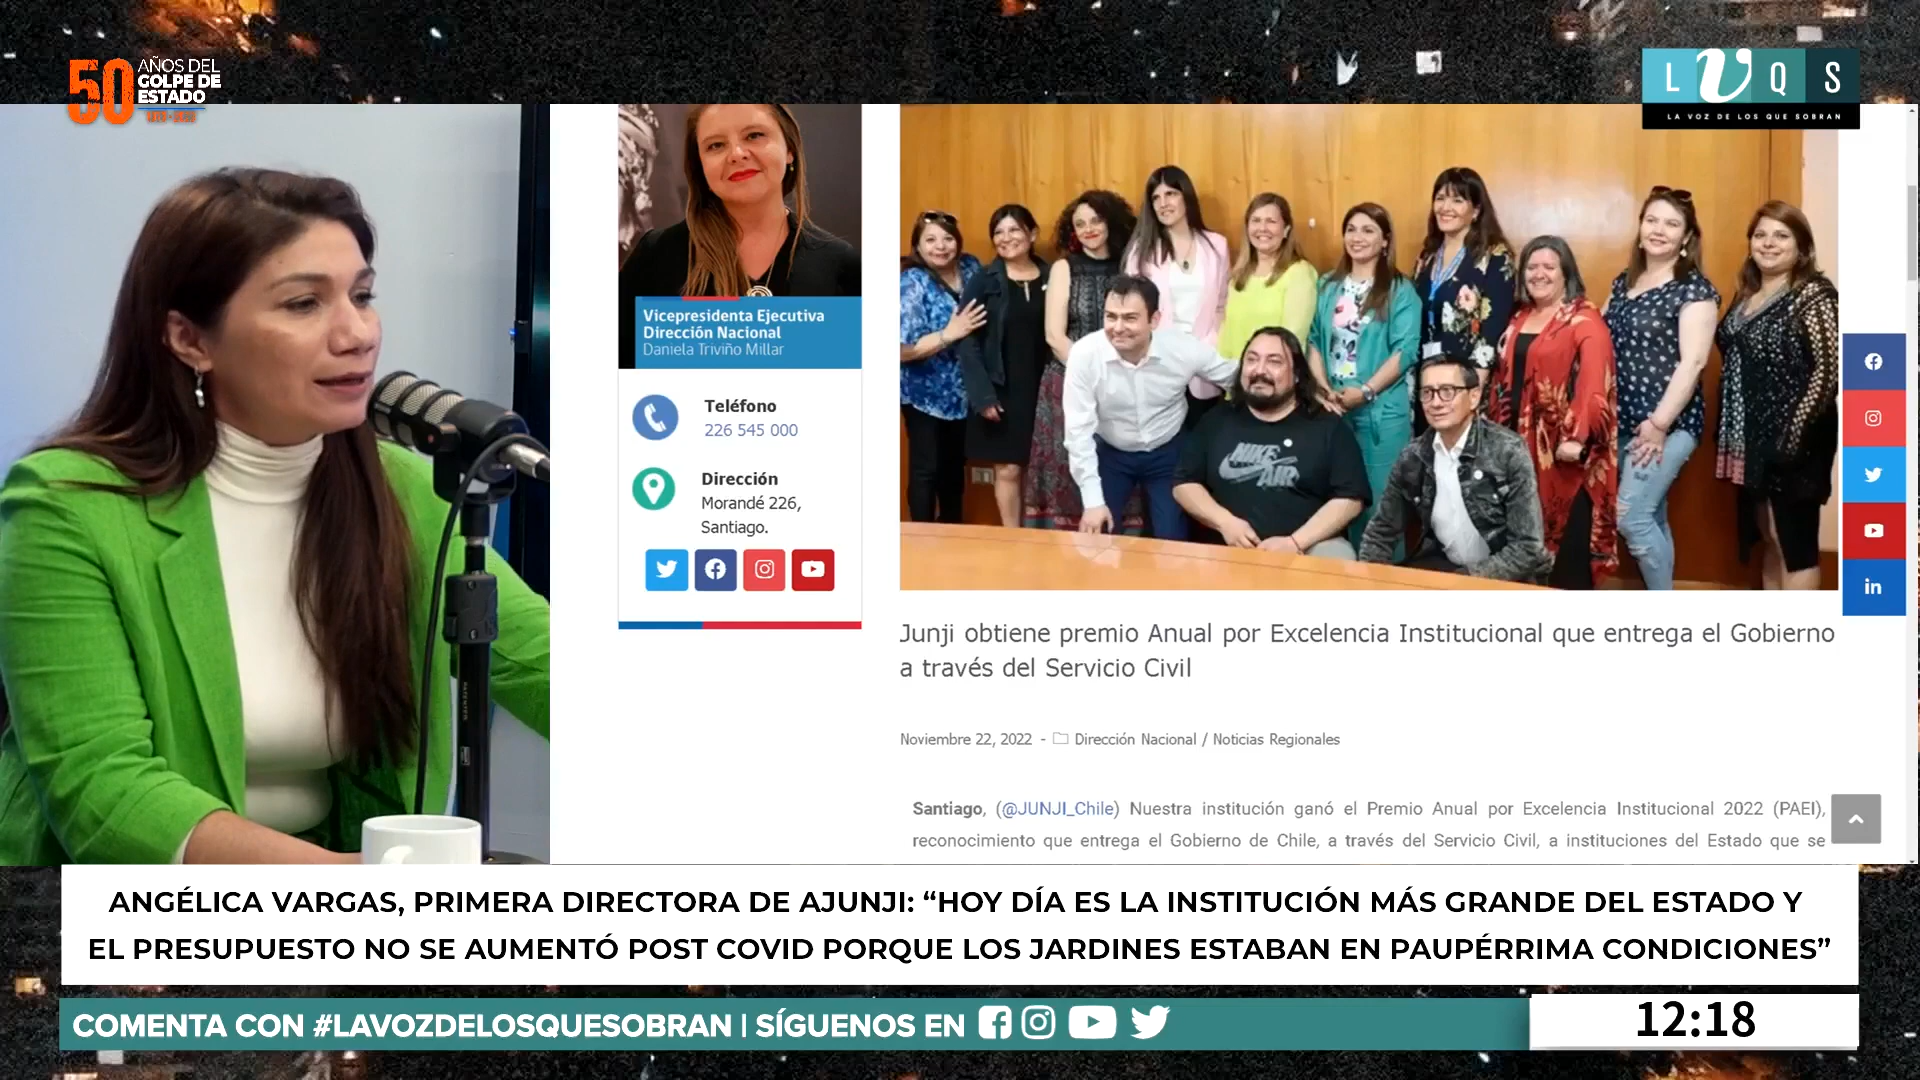 50 AÑOS DEL
GOLPE DE
ESTADO
L V Q S
LA VOZ DE LOS QUE SOBRAN
Vicepresidenta Ejecutiva
Dirección Nacional
Daniela Triviño Millar
Teléfono
226 545 000
Dirección
Morandé 226,
Santiago.
NIKE
AIR
Junji obtiene premio Anual por Excelencia Institucional que entrega el Gobierno
a través del Servicio Civil
Noviembre 22, 2022 - Dirección Nacional / Noticias Regionales
Santiago, (@JUNJI_Chile) Nuestra institución ganó el Premio Anual por Excelencia Institucional 2022 (PAEI),
reconocimiento que entrega el Gobierno de Chile, a través del Servicio Civil, a instituciones del Estado que se
in
ANGÉLICA VARGAS, PRIMERA DIRECTORA DE AJUNJI: “HOY DÍA ES LA INSTITUCIÓN MÁS GRANDE DEL ESTADO Y
EL PRESUPUESTO NO SE AUMENTÓ POST COVID PORQUE LOS JARDINES ESTABAN EN PAUPÉRRIMA CONDICIONES”
COMENTA CON #LAVOZDELOSQUESOBRAN | SÍGUENOS EN
12:18